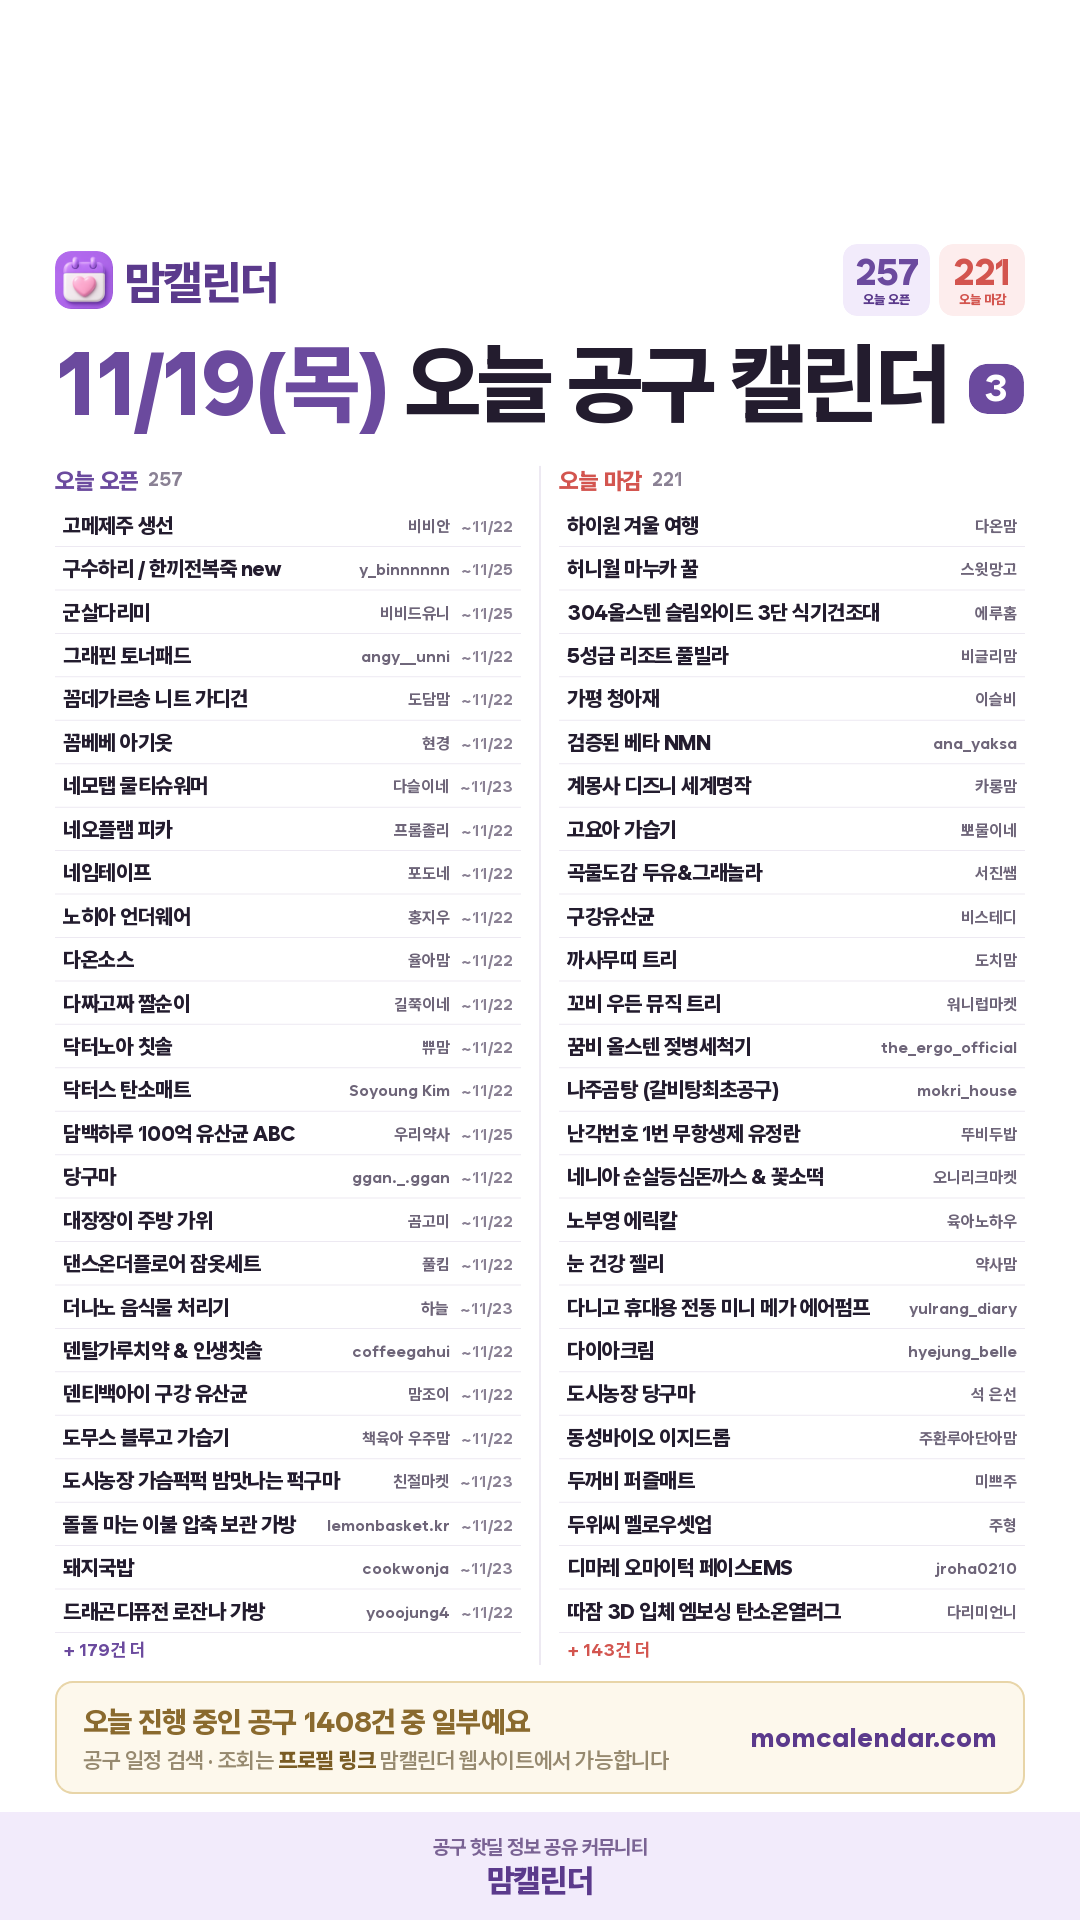 맘캘린더
257
오늘 오픈
221
오늘 마감
11/19(목) 오늘 공구 캘린더 3
오늘 오픈 257
고메제주 생선 비비안 ~11/22
구수하리 / 한끼전복죽 new y_binnnnnn ~11/25
군살다리미 비비드유니 ~11/25
그래핀 토너패드 angy__unni ~11/22
꼼데가르송 니트 가디건 도담맘 ~11/22
꼼베베 아기옷 현경 ~11/22
네모탭 물티슈워머 다슬이네 ~11/23
네오플램 피카 프롬졸리 ~11/22
네임테이프 포도네 ~11/22
노히아 언더웨어 홍지우 ~11/22
다온소스 율아맘 ~11/22
다짜고짜 짤순이 길쭉이네 ~11/22
닥터노아 칫솔 쀼맘 ~11/22
닥터스 탄소매트 Soyoung Kim ~11/22
담백하루 100억 유산균 ABC 우리약사 ~11/25
당구마 ggan._.ggan ~11/22
대장장이 주방 가위 곰고미 ~11/22
댄스온더플로어 잠옷세트 풀킴 ~11/22
더나노 음식물 처리기 하늘 ~11/23
덴탈가루치약 & 인생칫솔 coffeegahui ~11/22
덴티백아이 구강 유산균 맘조이 ~11/22
도무스 블루고 가습기 책육아 우주맘 ~11/22
도시농장 가슴퍽퍽 밤맛나는 퍽구마 친절마켓 ~11/23
돌돌 마는 이불 압축 보관 가방 lemonbasket.kr ~11/22
돼지국밥 cookwonja ~11/23
드래곤디퓨전 로잔나 가방 yooojung4 ~11/22
+ 179건 더
오늘 마감 221
하이원 겨울 여행 다온맘
허니월 마누카 꿀 스윗망고
304올스텐 슬림와이드 3단 식기건조대 에루홈
5성급 리조트 풀빌라 비글리맘
가평 청아재 이슬비
검증된 베타 NMN ana_yaksa
계몽사 디즈니 세계명작 카롱맘
고요아 가습기 뽀물이네
곡물도감 두유&그래놀라 서진쌤
구강유산균 비스테디
까사무띠 트리 도치맘
꼬비 우든 뮤직 트리 워니럽마켓
꿈비 올스텐 젖병세척기 the_ergo_official
나주곰탕 (갈비탕최초공구) mokri_house
난각번호 1번 무항생제 유정란 뚜비두밥
네니아 순살등심돈까스 & 꽃소떡 오니리크마켓
노부영 에릭칼 육아노하우
눈 건강 젤리 약사맘
다니고 휴대용 전동 미니 메가 에어펌프 yulrang_diary
다이아크림 hyejung_belle
도시농장 당구마 석 은선
동성바이오 이지드롭 주환루아단아맘
두꺼비 퍼즐매트 미쁘주
두위씨 멜로우셋업 주형
디마레 오마이턱 페이스EMS jroha0210
따잠 3D 입체 엠보싱 탄소온열러그 다리미언니
+ 143건 더
오늘 진행 중인 공구 1408건 중 일부예요
공구 일정 검색 · 조회는 프로필 링크 맘캘린더 웹사이트에서 가능합니다
momcalendar.com
공구 핫딜 정보 공유 커뮤니티
맘캘린더